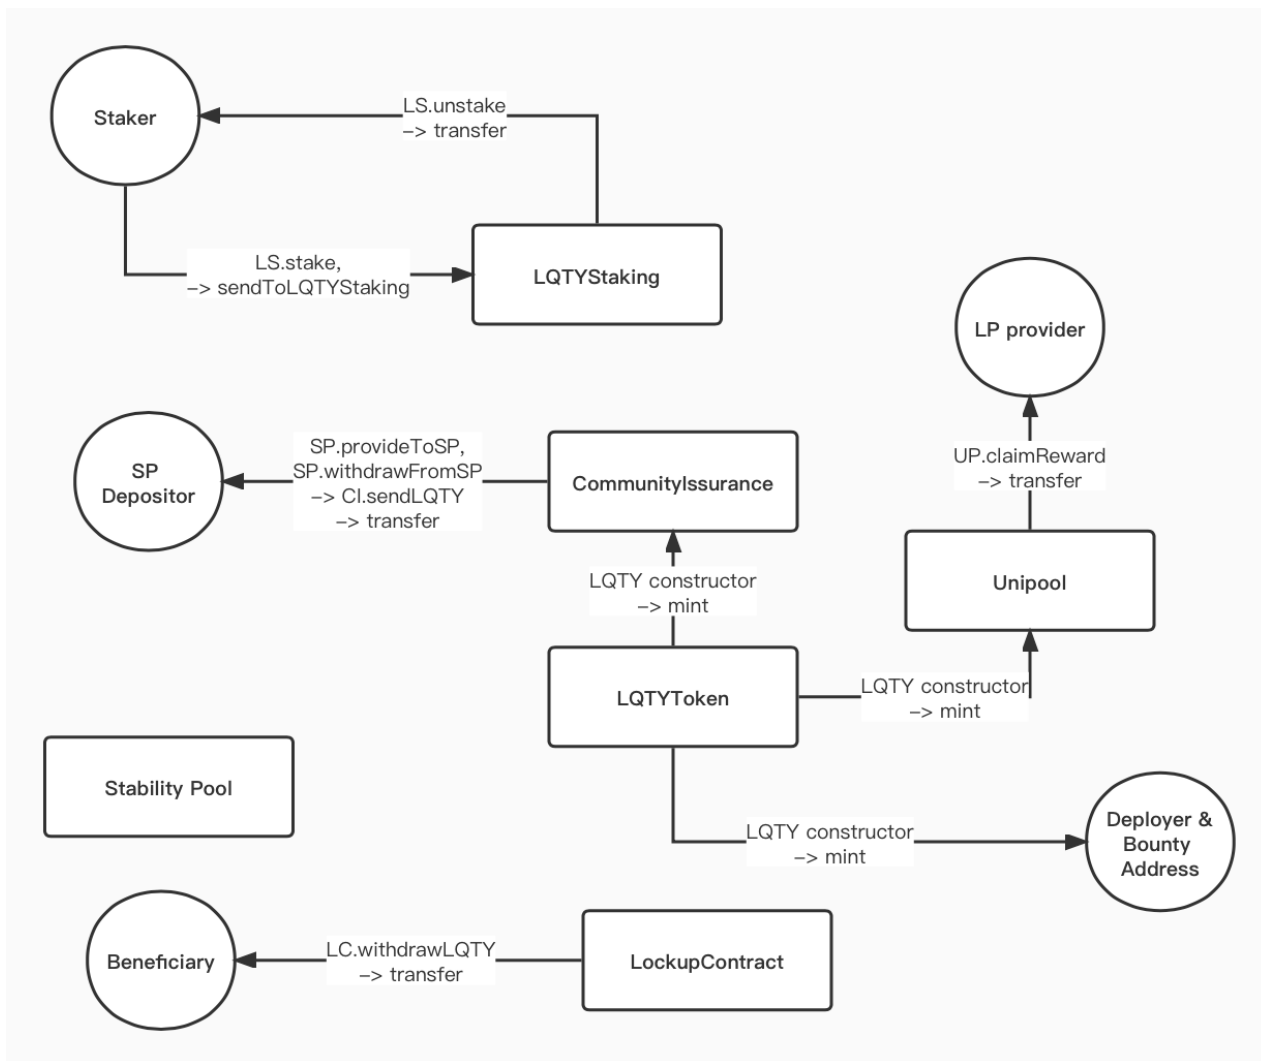 Staker
LS.unstake
–> transfer
LS.stake,
–> sendToLQTYStaking
LQTYStaking
LP provider
SP
Depositor
SP.provideToSP,
SP.withdrawFromSP
–> CI.sendLQTY
–> transfer
CommunityIssurance
UP.claimReward
–> transfer
LQTY constructor
–> mint
Unipool
LQTYToken
LQTY constructor
–> mint
Stability Pool
LQTY constructor
–> mint
Deployer &
Bounty
Address
Beneficiary
LC.withdrawLQTY
–> transfer
LockupContract